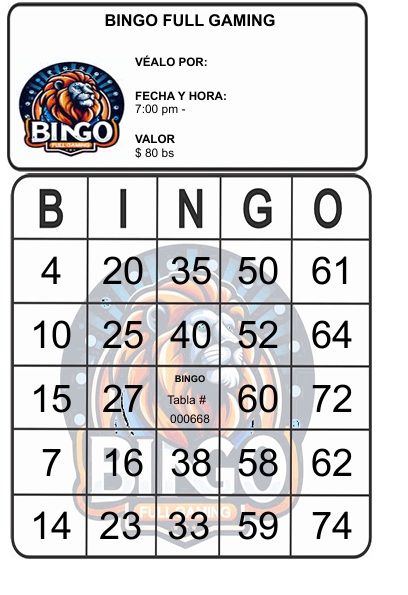 BINGO FULL GAMING
VÉALO POR:
FECHA Y HORA:
7:00 pm -
VALOR
$ 80 bs
BINGO
FULL GAMING
B I N G O
4 20 35 50 61
10 25 40 52 64
15 27 BINGO Tabla # 000668 60 72
7 16 38 58 62
14 23 33 59 74
BINGO
FULL GAMING